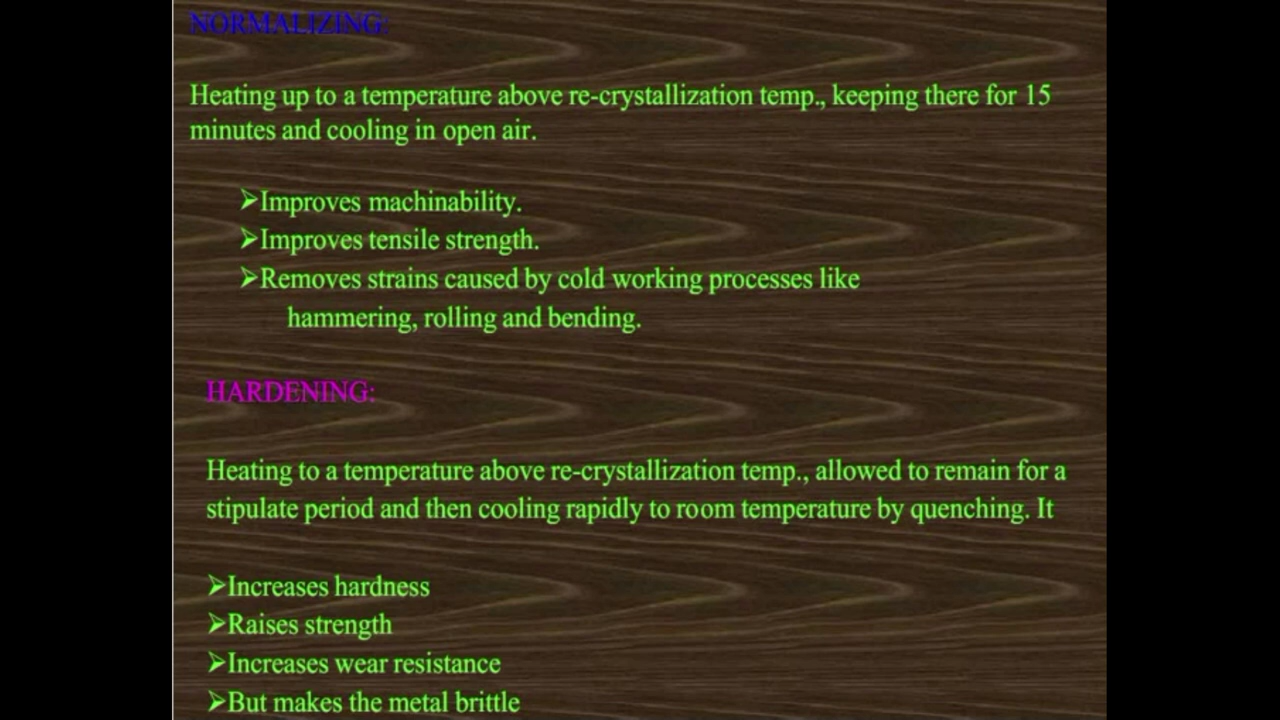 NORMALIZING:
Heating up to a temperature above re-crystallization temp., keeping there for 15
minutes and cooling in open air.
➢Improves machinability.
➢Improves tensile strength.
➢Removes strains caused by cold working processes like
hammering, rolling and bending.
HARDENING:
Heating to a temperature above re-crystallization temp., allowed to remain for a
stipulate period and then cooling rapidly to room temperature by quenching. It
➢Increases hardness
➢Raises strength
➢Increases wear resistance
➢But makes the metal brittle